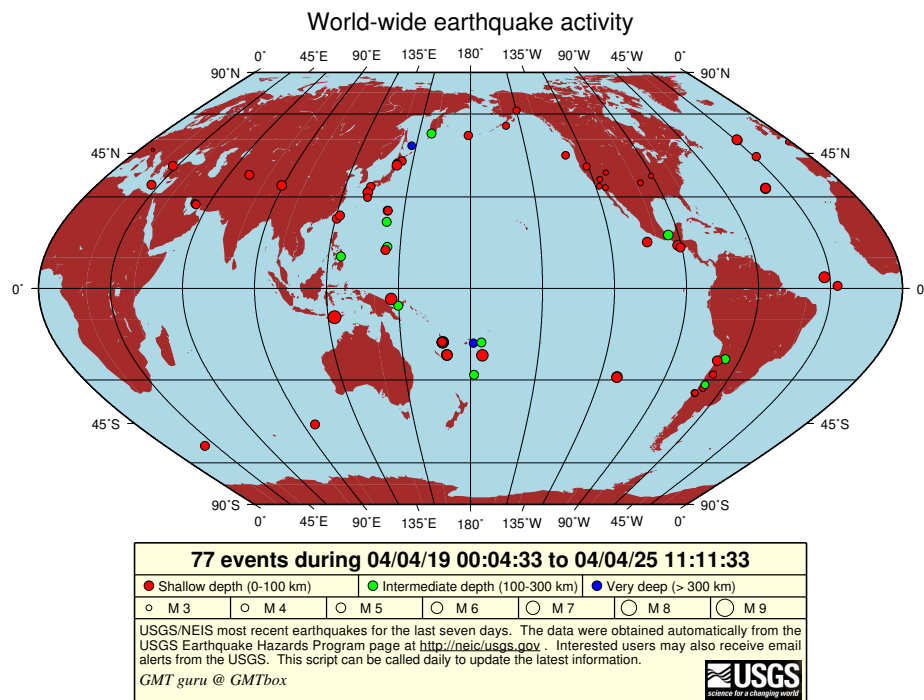 World-wide earthquake activity
0˚ 45˚E 90˚E 135˚E 180˚ 135˚W 90˚W 45˚W 0˚
90˚N 90˚N
45˚N 45˚N
0˚ 0˚
45˚S 45˚S
90˚S 90˚S
0˚ 45˚E 90˚E 135˚E 180˚ 135˚W 90˚W 45˚W 0˚
77 events during 04/04/19 00:04:33 to 04/04/25 11:11:33
Shallow depth (0-100 km) Intermediate depth (100-300 km) Very deep (> 300 km)
M 3 M 4 M 5 M 6 M 7 M 8 M 9
USGS/NEIS most recent earthquakes for the last seven days. The data were obtained automatically from the
USGS Earthquake Hazards Program page at http://neic/usgs.gov . Interested users may also receive email
alerts from the USGS. This script can be called daily to update the latest information.
GMT guru @ GMTbox
USGS
science for a changing world